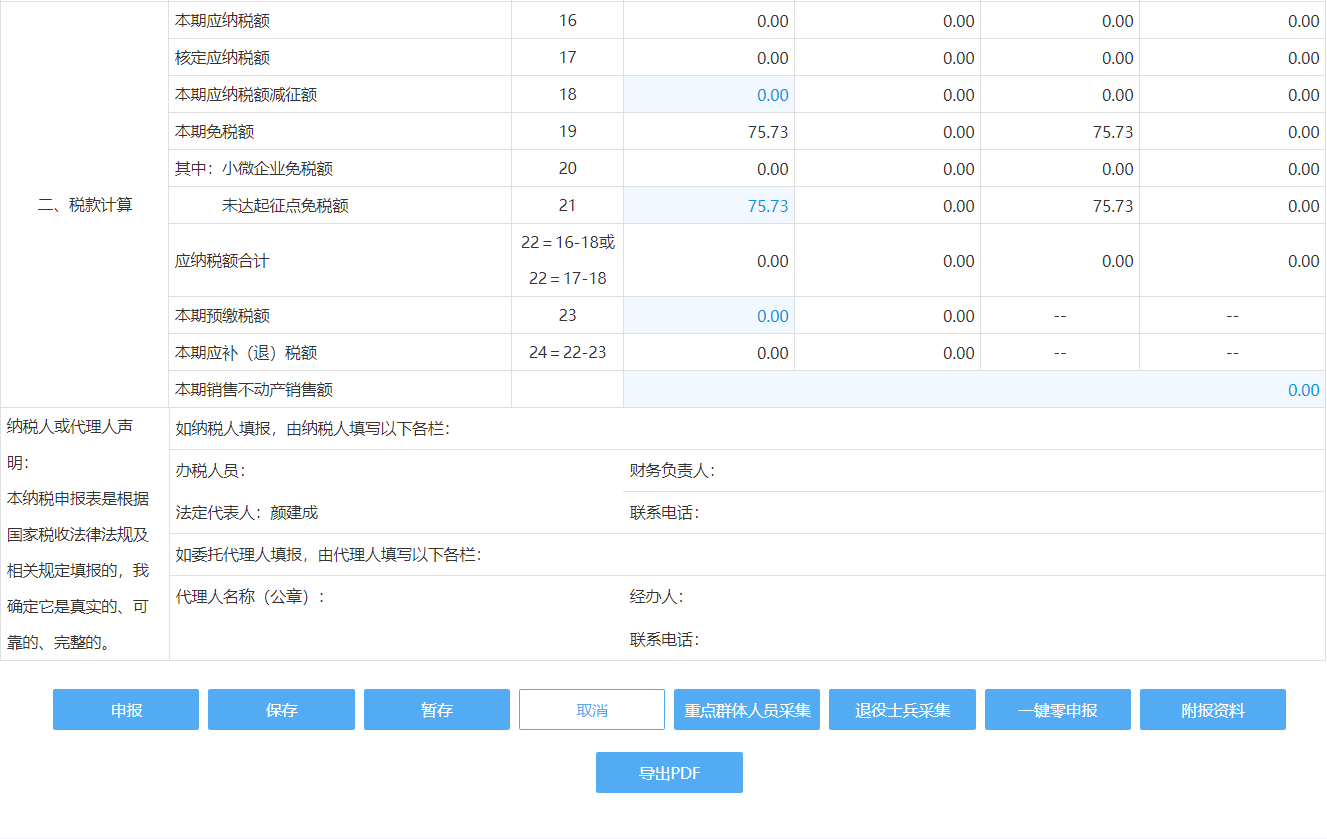 本期应纳税额 16 0.00 0.00 0.00 0.00
核定应纳税额 17 0.00 0.00 0.00 0.00
本期应纳税额减征额 18 0.00 0.00 0.00 0.00
本期免税额 19 75.73 0.00 75.73 0.00
其中：小微企业免税额 20 0.00 0.00 0.00 0.00
二、税款计算
未达起征点免税额 21 75.73 0.00 75.73 0.00
应纳税额合计
22＝16-18或
22＝17-18
0.00 0.00 0.00 0.00
本期预缴税额 23 0.00 0.00 -- --
本期应补（退）税额 24＝22-23 0.00 0.00 -- --
本期销售不动产销售额 0.00
纳税人或代理人声
明：
本纳税申报表是根据
国家税收法律法规及
相关规定填报的，我
确定它是真实的、可
靠的、完整的。
如纳税人填报，由纳税人填写以下各栏：
办税人员： 财务负责人：
法定代表人：颜建成 联系电话：
如委托代理人填报，由代理人填写以下各栏：
代理人名称（公章）： 经办人：
联系电话：
申报 保存 暂存 取消 重点群体人员采集 退役士兵采集 一键零申报 附报资料
导出PDF